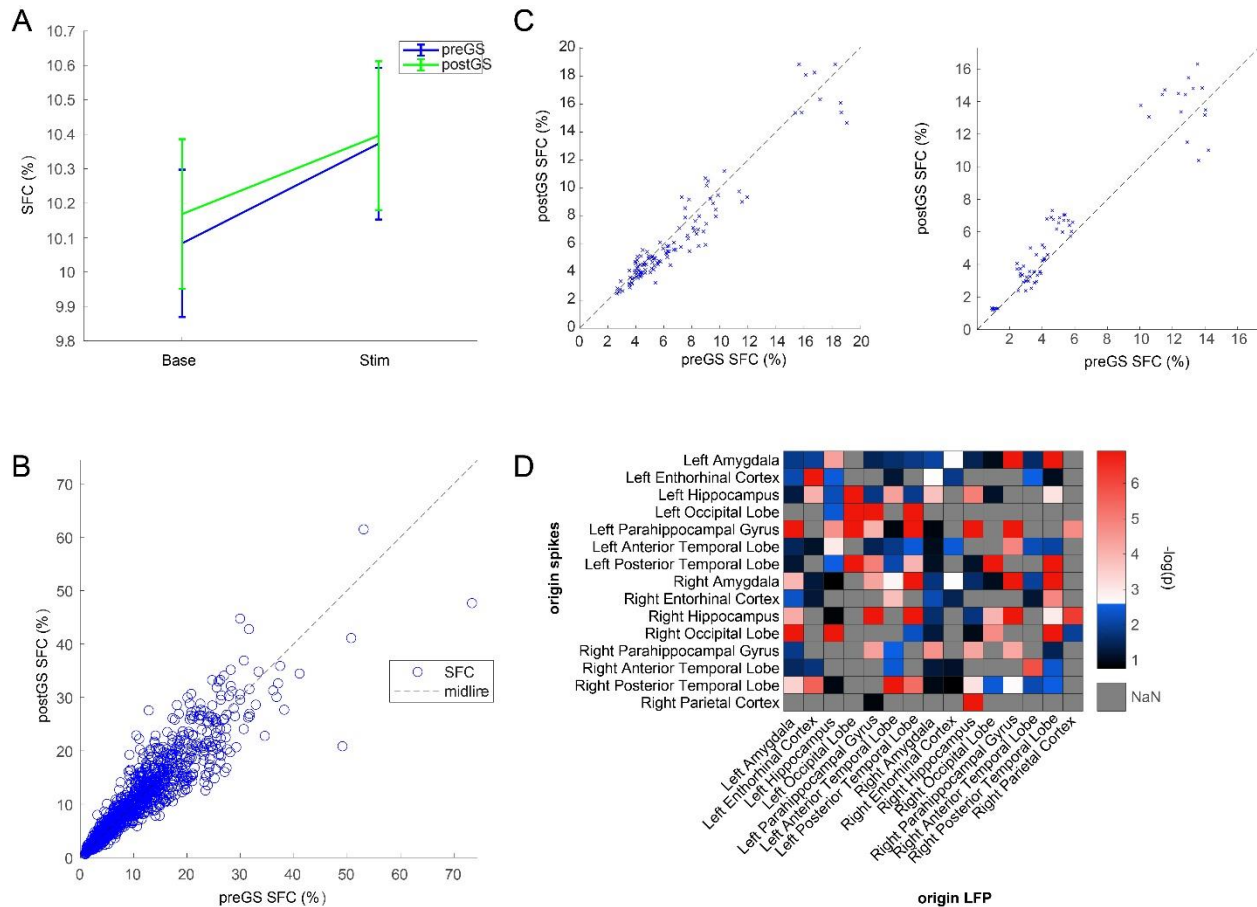 A
10.7
10.6
10.5
10.4
10.3
10.2
10.1
10
9.9
9.8
SFC (%)
Base
Stim
preGS
postGS
C
20
18
16
14
12
10
8
6
4
2
0
postGS SFC (%)
0 2 4 6 8 10 12 14 16 18 20
preGS SFC (%)
16
14
12
10
8
6
4
2
0
postGS SFC (%)
0 2 4 6 8 10 12 14 16
preGS SFC (%)
B
70
60
50
40
30
20
10
0
postGS SFC (%)
0 10 20 30 40 50 60 70
preGS SFC (%)
SFC
midline
D
origin spikes
Left Amygdala
Left Enthorhinal Cortex
Left Hippocampus
Left Occipital Lobe
Left Parahippocampal Gyrus
Left Anterior Temporal Lobe
Left Posterior Temporal Lobe
Right Amygdala
Right Entorhinal Cortex
Right Hippocampus
Right Occipital Lobe
Right Parahippocampal Gyrus
Right Anterior Temporal Lobe
Right Posterior Temporal Lobe
Right Parietal Cortex
Left Amygdala
Left Enthorhinal Cortex
Left Hippocampus
Left Occipital Lobe
Left Parahippocampal Gyrus
Left Anterior Temporal Lobe
Left Posterior Temporal Lobe
Right Amygdala
Right Entorhinal Cortex
Right Hippocampus
Right Occipital Lobe
Right Parahippocampal Gyrus
Right Anterior Temporal Lobe
Right Posterior Temporal Lobe
Right Parietal Cortex
origin LFP
6
5
4
3
2
1
-log(p)
NaN